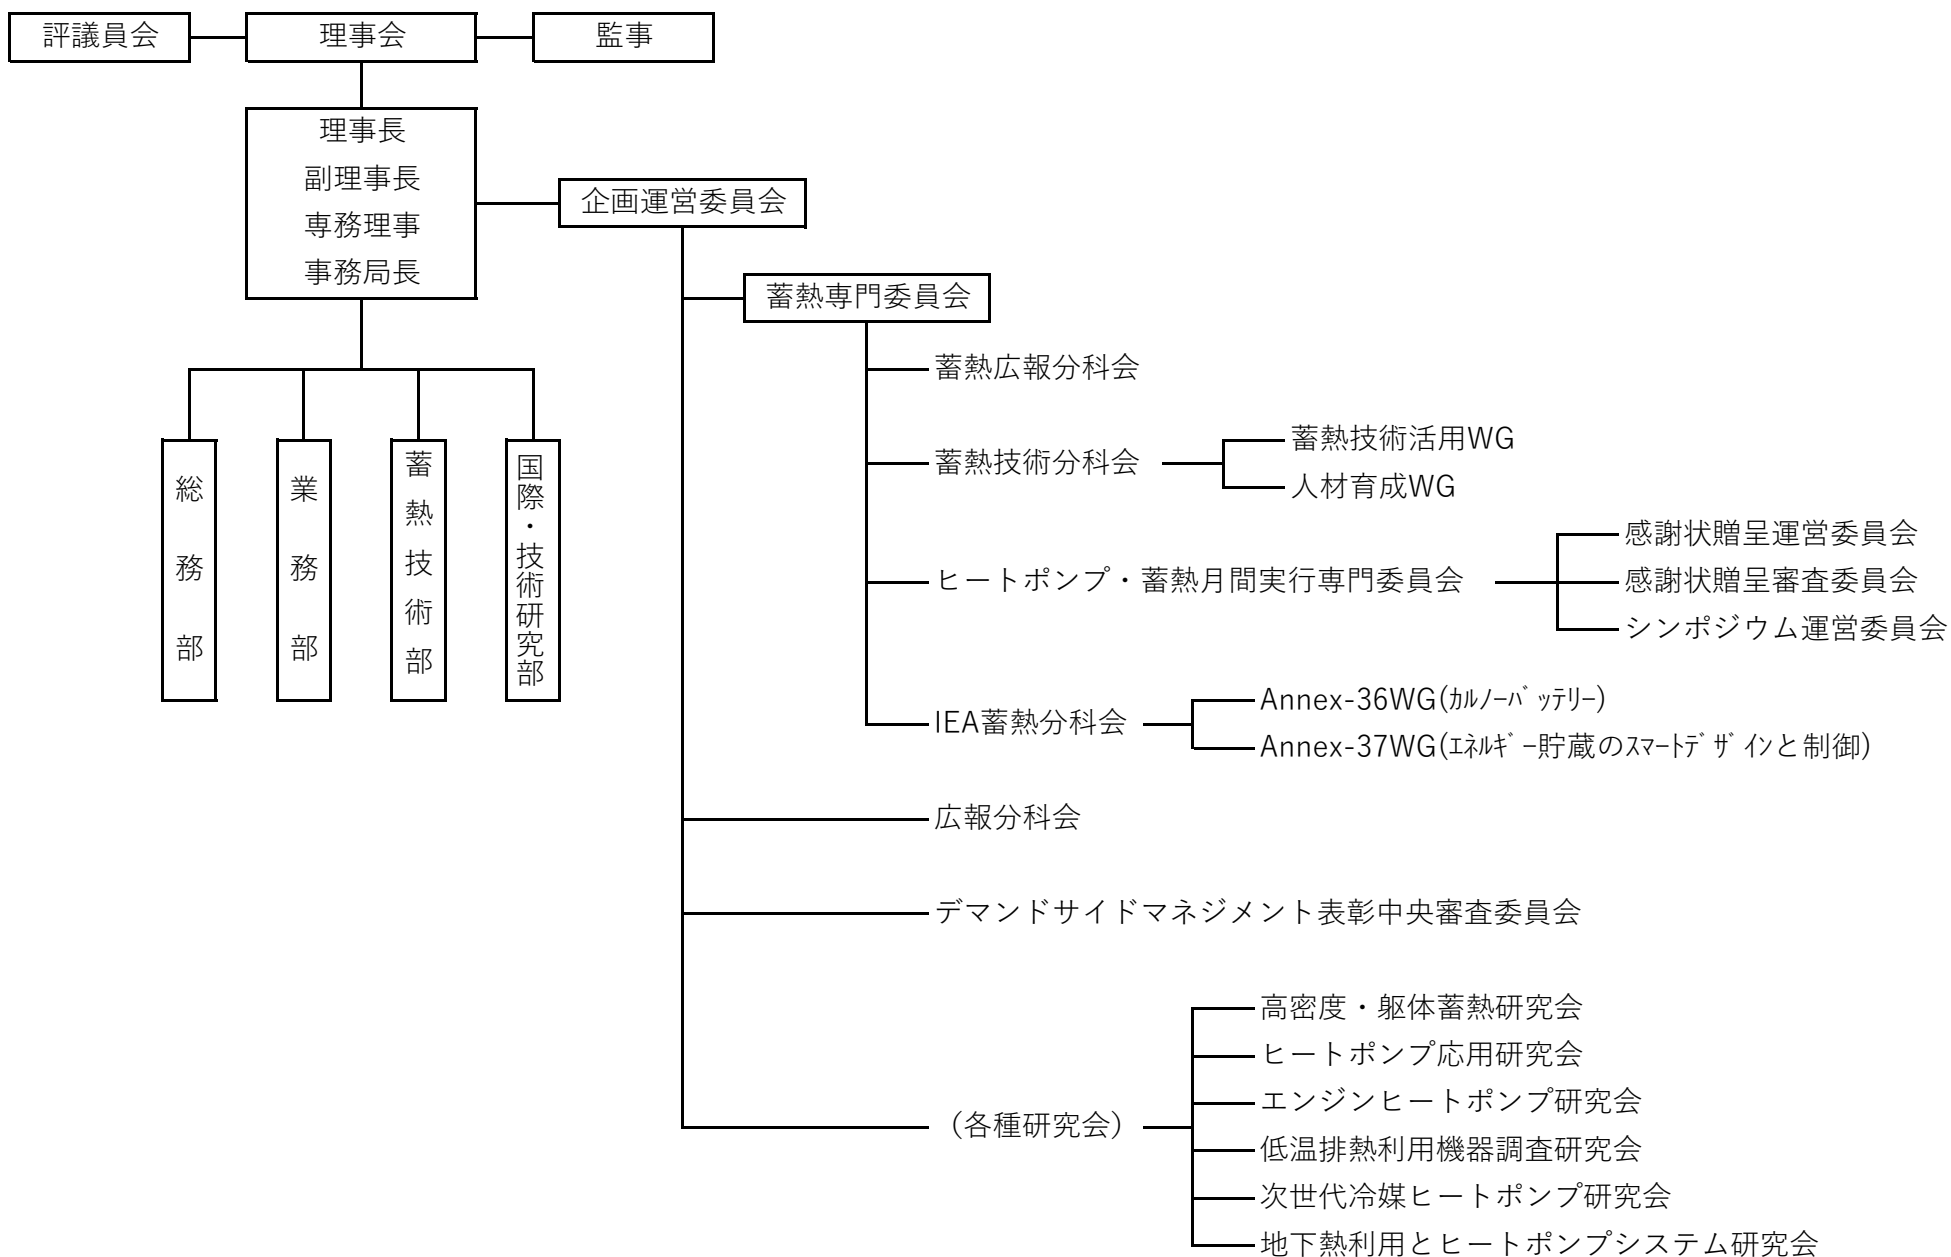 評議員会
理事会
監事
理事長
副理事長
専務理事
事務局長
企画運営委員会
蓄熱専門委員会
蓄熱広報分科会
蓄熱技術分科会
蓄熱技術活用WG
人材育成WG
ヒートポンプ・蓄熱月間実行専門委員会
感謝状贈呈運営委員会
感謝状贈呈審査委員会
シンポジウム運営委員会
IEA蓄熱分科会
Annex-36WG(ｶﾙﾉｰﾊﾞｯﾃﾘｰ)
Annex-37WG(ｴﾈﾙｷﾞｰ貯蔵のｽﾏｰﾄﾃﾞｻﾞｲﾝと制御)
総務部
業務部
蓄熱技術部
国際・技術研究部
広報分科会
デマンドサイドマネジメント表彰中央審査委員会
（各種研究会）
高密度・躯体蓄熱研究会
ヒートポンプ応用研究会
エンジンヒートポンプ研究会
低温排熱利用機器調査研究会
次世代冷媒ヒートポンプ研究会
地下熱利用とヒートポンプシステム研究会